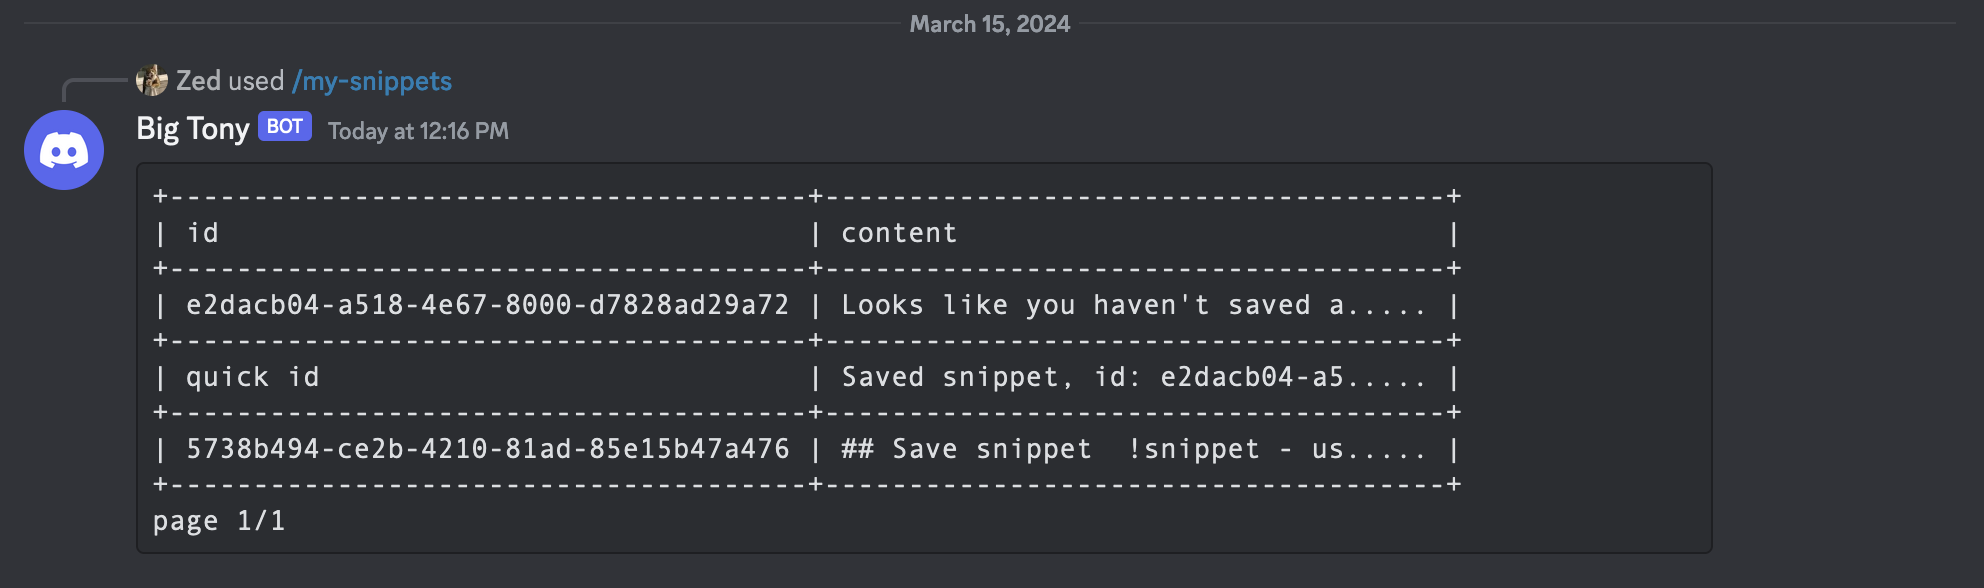 March 15, 2024
Zed used /my-snippets
Big Tony BOT Today at 12:16 PM
+--------------------------------------+-------------------------------------+
| id                                   | content                             |
+--------------------------------------+-------------------------------------+
| e2dacb04-a518-4e67-8000-d7828ad29a72 | Looks like you haven't saved a..... |
+--------------------------------------+-------------------------------------+
| quick id                             | Saved snippet, id: e2dacb04-a5..... |
+--------------------------------------+-------------------------------------+
| 5738b494-ce2b-4210-81ad-85e15b47a476 | ## Save snippet  !snippet - us..... |
+--------------------------------------+-------------------------------------+
page 1/1